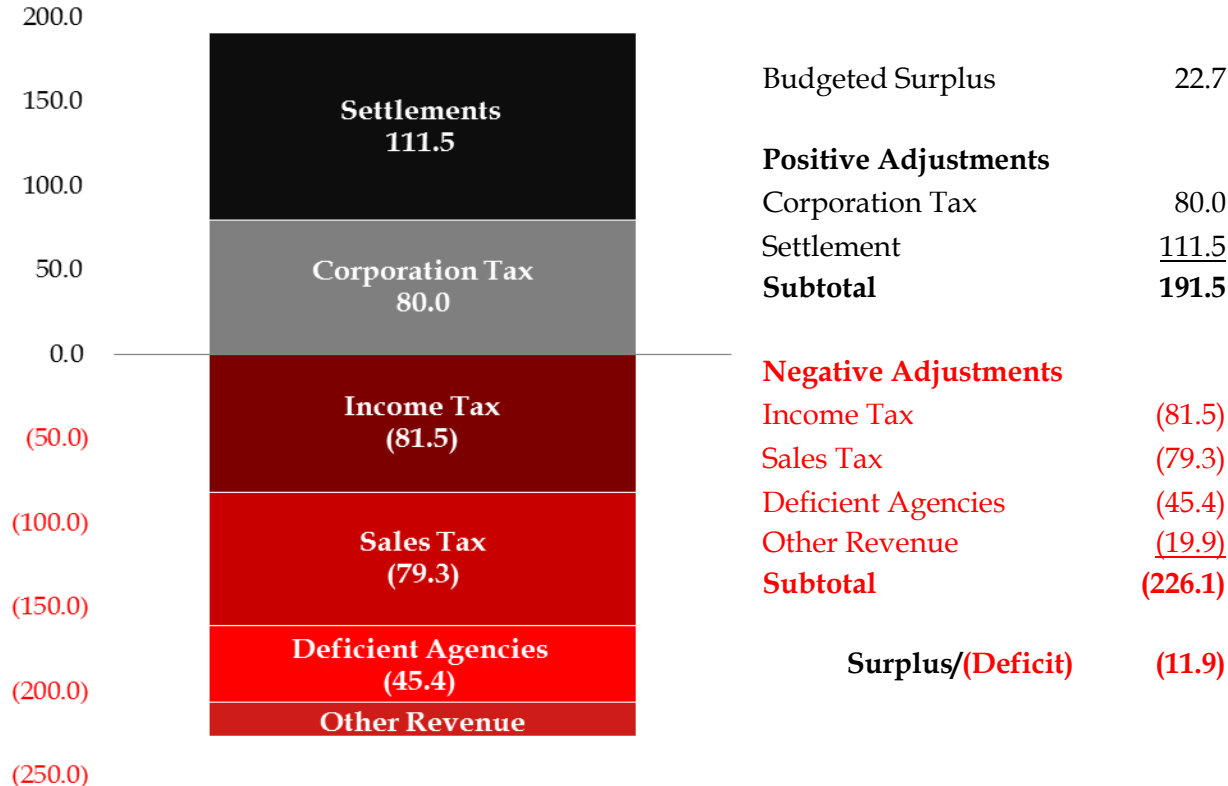 200.0
150.0
100.0
50.0
0.0
(50.0)
(100.0)
(150.0)
(200.0)
(250.0)
Settlements
111.5
Corporation Tax
80.0
Income Tax
(81.5)
Sales Tax
(79.3)
Deficient Agencies
(45.4)
Other Revenue
Budgeted Surplus 22.7
Positive Adjustments
Corporation Tax 80.0
Settlement 111.5
Subtotal 191.5
Negative Adjustments
Income Tax (81.5)
Sales Tax (79.3)
Deficient Agencies (45.4)
Other Revenue (19.9)
Subtotal (226.1)
Surplus/(Deficit) (11.9)